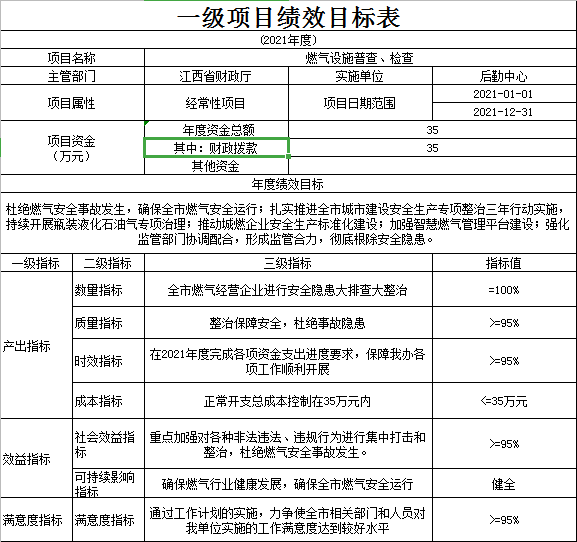 一级项目绩效目标表
(2021年度)
项目名称 燃气设施普查、检查
主管部门 江西省财政厅 实施单位 后勤中心
项目属性 经常性项目 项目日期范围 2021-01-01
2021-12-31
项目资金
(万元)
年度资金总额 35
其中: 财政拨款 35
其他资金
年度绩效目标
杜绝燃气安全事故发生，确保全市燃气安全运行；扎实推进全市城市建设安全生产专项整治三年行动实施，
持续开展瓶装液化石油气专项治理；推动城燃企业安全生产标准化建设；加强智慧燃气管理平台建设；强化
监管部门协调配合，形成监管合力，彻底根除安全隐患。
一级指标 二级指标 三级指标 指标值
产出指标
数量指标 全市燃气经营企业进行安全隐患大排查大整治 =100%
质量指标 整治保障安全，杜绝事故隐患 >=95%
时效指标 在2021年度完成各项资金支出进度要求，保障我办各
项工作顺利开展 >=95%
成本指标 正常开支总成本控制在35万元内 <=35万元
效益指标
社会效益指
标
重点加强对各种非法违法、违规行为进行集中打击和
整治，杜绝燃气安全事故发生。 >=95%
可持续影响
指标
确保燃气行业健康发展，确保全市燃气安全运行 健全
满意度指标 满意度指标 通过工作计划的实施，力争使全市相关部门和人员对
我单位实施的工作满意度达到较好水平 >=95%